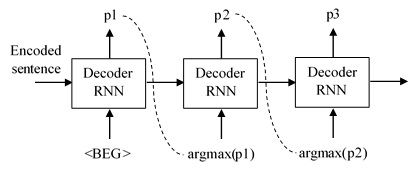 p1 p2 p3
Encoded
sentence
Decoder
RNN
Decoder
RNN
Decoder
RNN
<BEG> argmax(p1) argmax(p2)